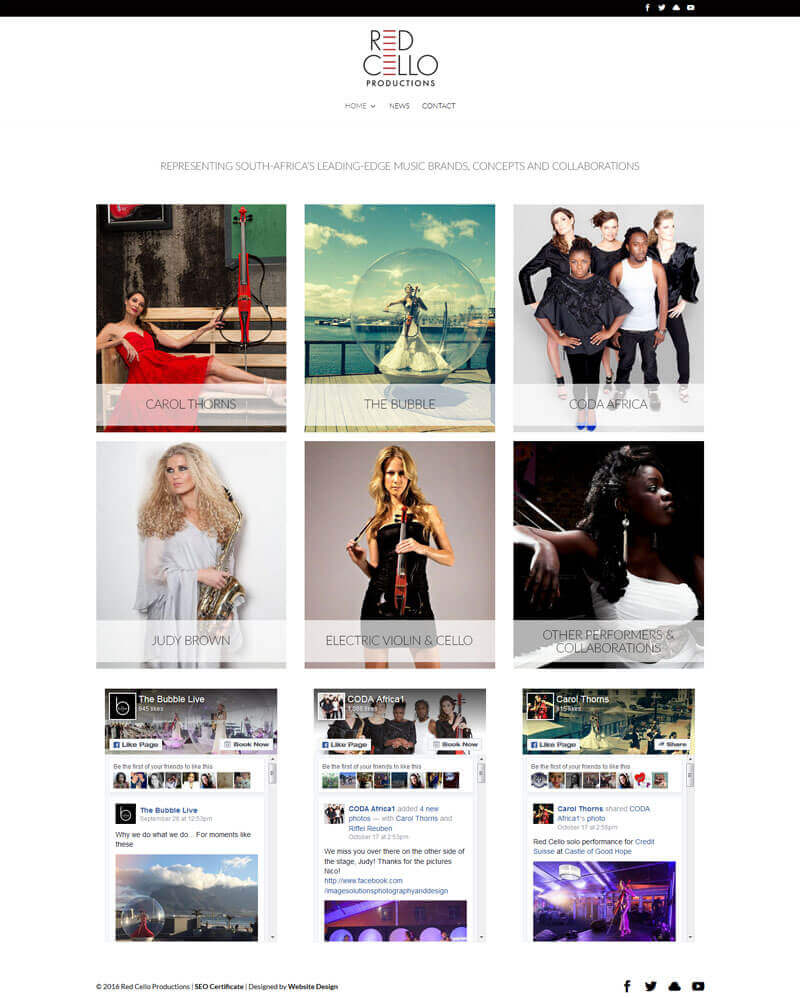 RED
CELLO
PRODUCTIONS
HOME
NEWS
CONTACT
REPRESENTING SOUTH-AFRICA'S LEADING-EDGE MUSIC BRANDS, CONCEPTS AND COLLABORATIONS
CAROL THORNS
THE BUBBLE
CODA AFRICA
JUDY BROWN
ELECTRIC VIOLIN & CELLO
OTHER PERFORMERS &
COLLABORATIONS
The Bubble Live
845 likes
Like Page
Book Now
Be the first of your friends to like this
The Bubble Live
September 26 at 12:53pm
Why we do what we do... For moments like
these
CODA Africa1
likes
Like Page
Book Now
Be the first of your friends to like this
CODA Africa1 added 4 new
photos — with Carol Thorns and
Riffel Reuben
October 17 at 2:53pm
We miss you over there on the other side of
the stage, Judy! Thanks for the pictures
Nico!
http://www.facebook.com
/imagesolutionsphotographyanddesign
Carol Thorns
815 likes
Like Page
Share
Be the first of your friends to like this
Carol Thorns shared CODA
Africa1's photo
October 17 at 2:58pm
Red Cello solo performance for Credit
Suisse at Castle of Good Hope
© 2016 Red Cello Productions | SEO Certificate | Designed by Website Design